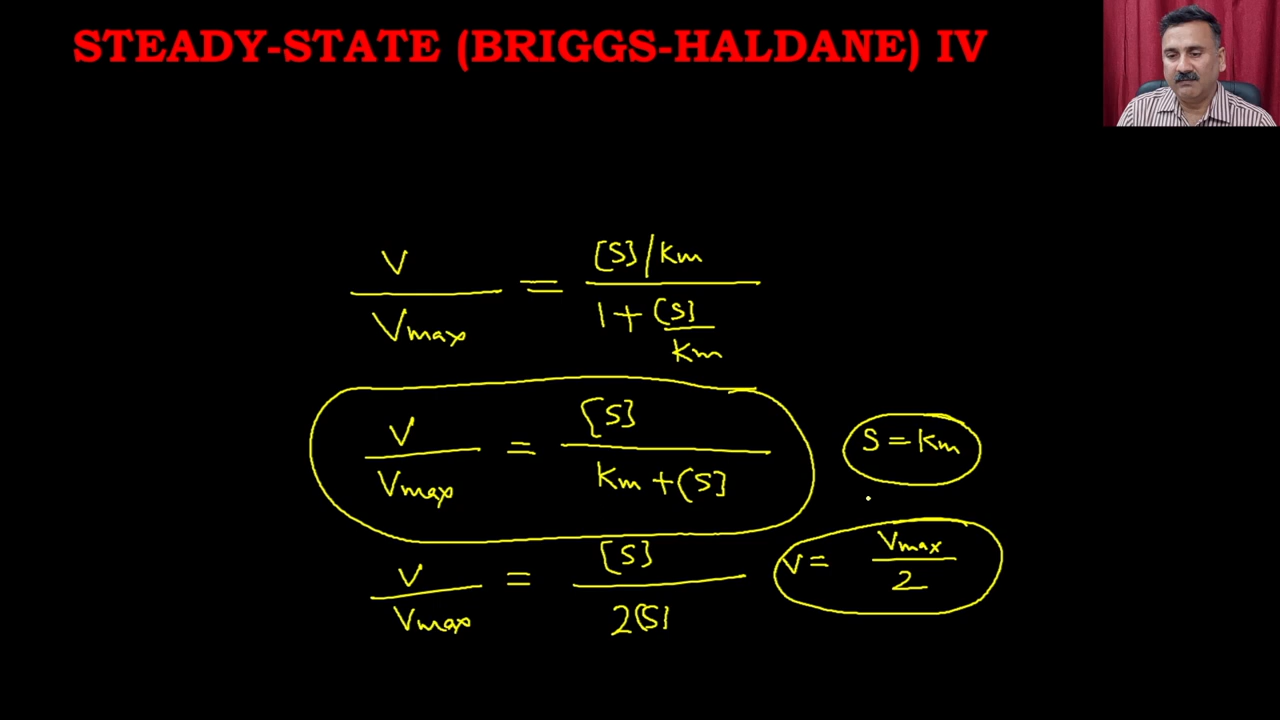 STEADY-STATE (BRIGGS-HALDANE) IV
V/Vmax = [S]/Km / 1+[S]/Km
V/Vmax = [S] / Km+[S]
S = Km
V/Vmax = [S] / 2[S]
V = Vmax/2